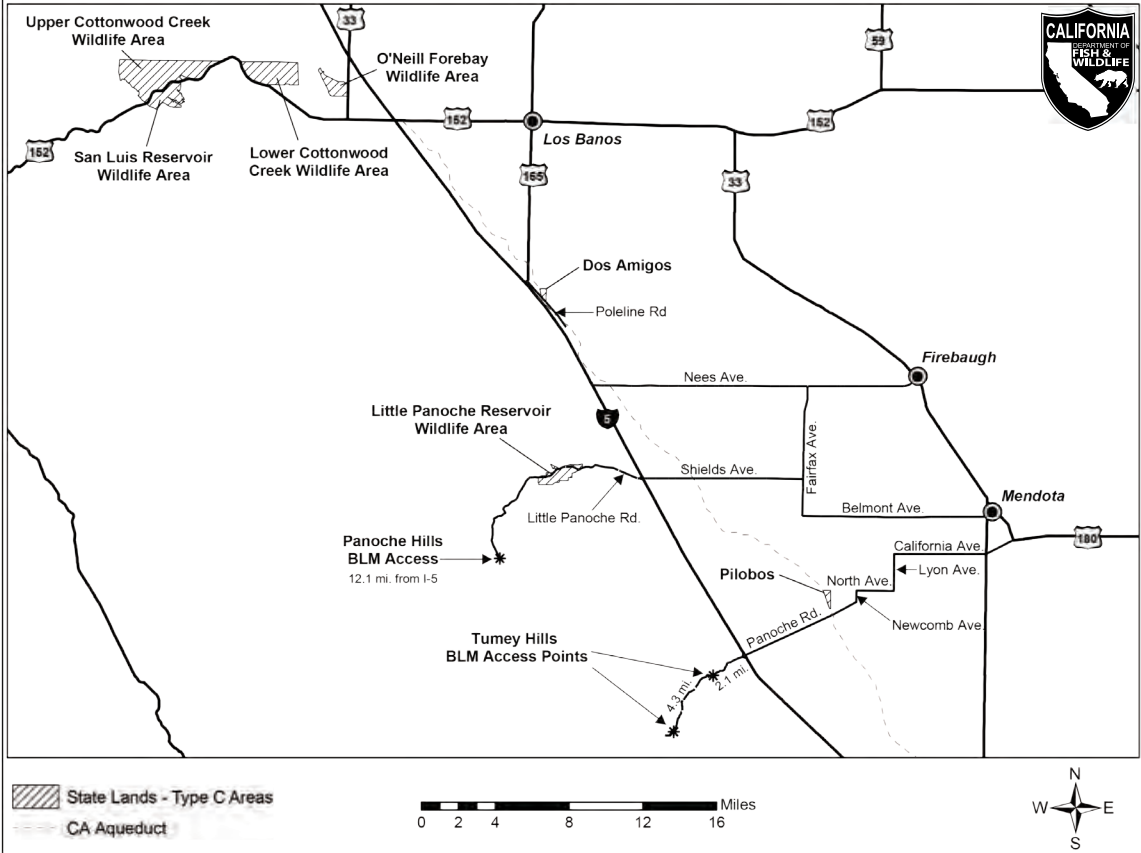 Upper Cottonwood Creek
Wildlife Area
33
O'Neill Forebay
Wildlife Area
59
CALIFORNIA
DEPARTMENT OF
FISH &
WILDLIFE
152
San Luis Reservoir
Wildlife Area
Lower Cottonwood
Creek Wildlife Area
152
Los Banos
152
165
33
Dos Amigos
Poleline Rd
Firebaugh
Nees Ave.
Little Panoche Reservoir
Wildlife Area
5
Fairfax Ave.
Shields Ave.
Little Panoche Rd.
Mendota
Belmont Ave.
Panoche Hills
BLM Access
12.1 mi. from I-5
180
California Ave.
Lyon Ave.
Pilobos
North Ave.
Newcomb Ave.
Panoche Rd.
Tumey Hills
BLM Access Points
2.1 mi.
4.3 mi.
State Lands - Type C Areas
CA Aqueduct
Miles
0 2 4 8 12 16
N
W E
S